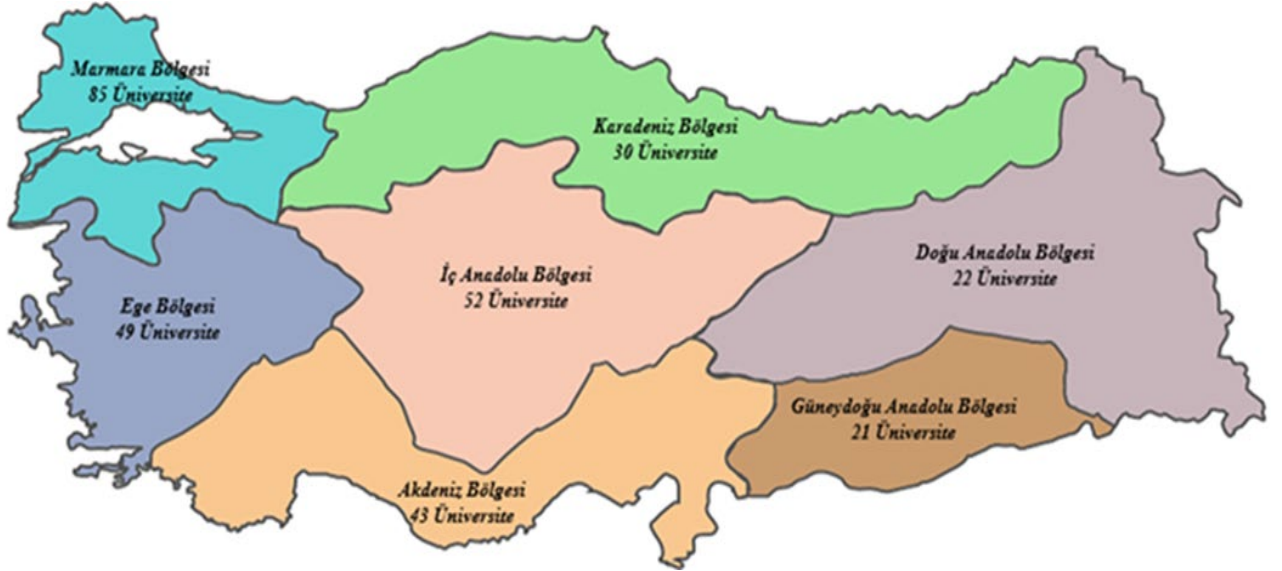 Marmara Bölgesi
85 Üniversite
Karadeniz Bölgesi
30 Üniversite
Doğu Anadolu Bölgesi
22 Üniversite
İç Anadolu Bölgesi
52 Üniversite
Ege Bölgesi
49 Üniversite
Güneydoğu Anadolu Bölgesi
21 Üniversite
Akdeniz Bölgesi
43 Üniversite